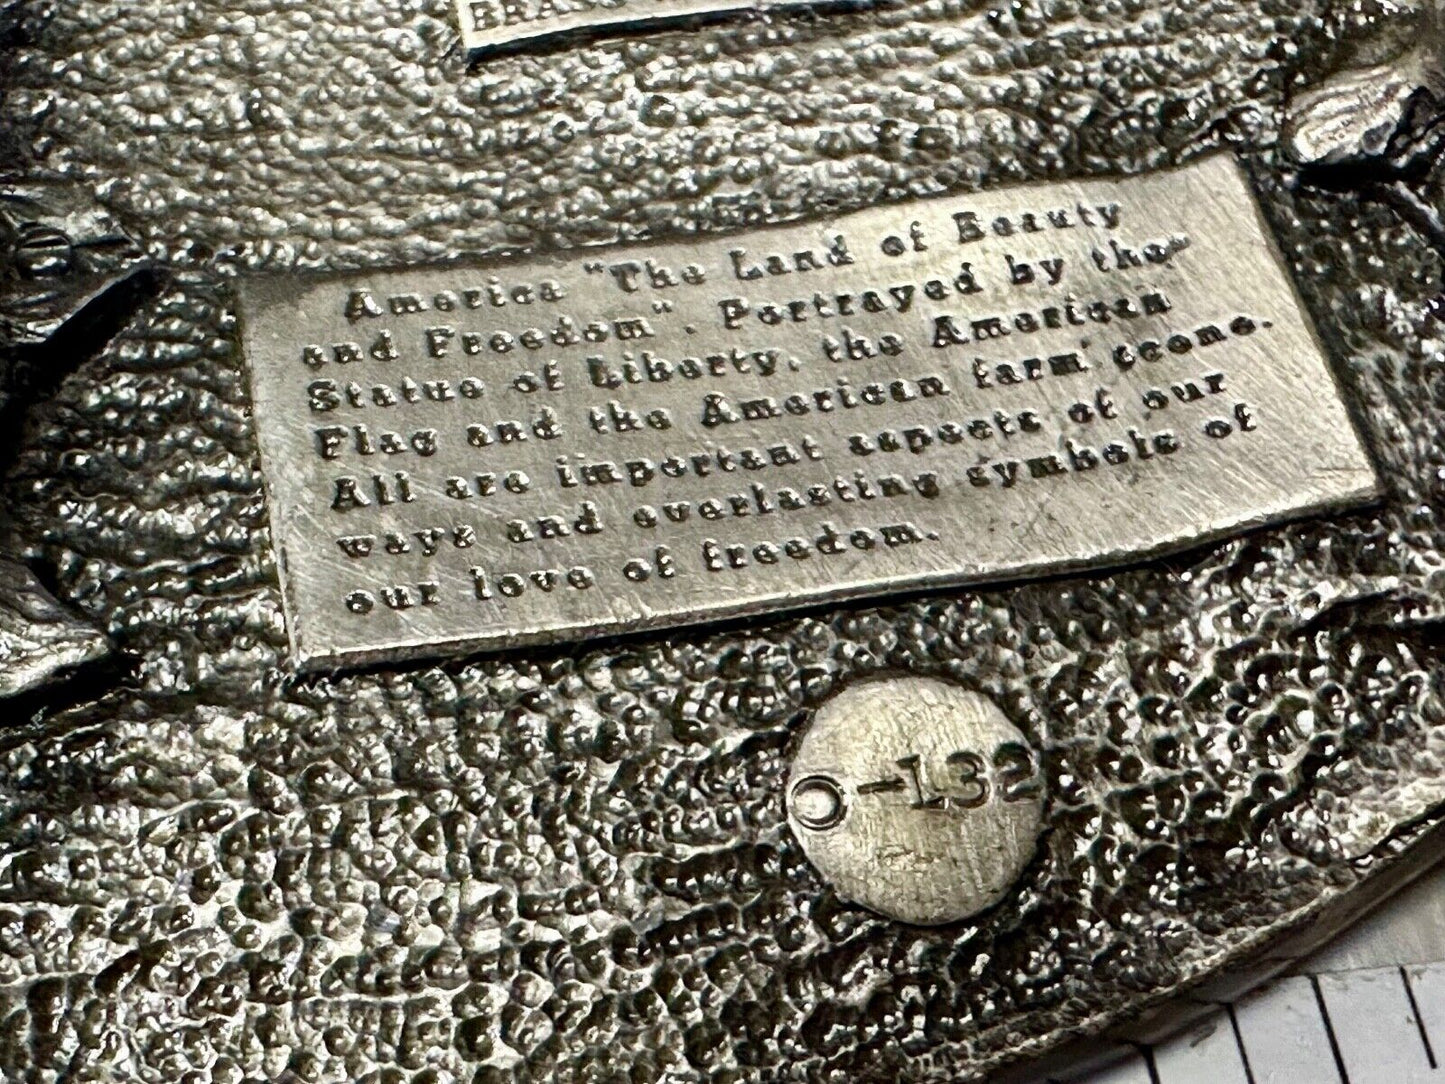 BRAN
America "The Land of Beauty
and Freedom". Portrayed by the
Statue of Liberty, the American
Flag and the American farm scene.
All are important aspects of our
ways and everlasting symbols of
our love of freedom.
-132